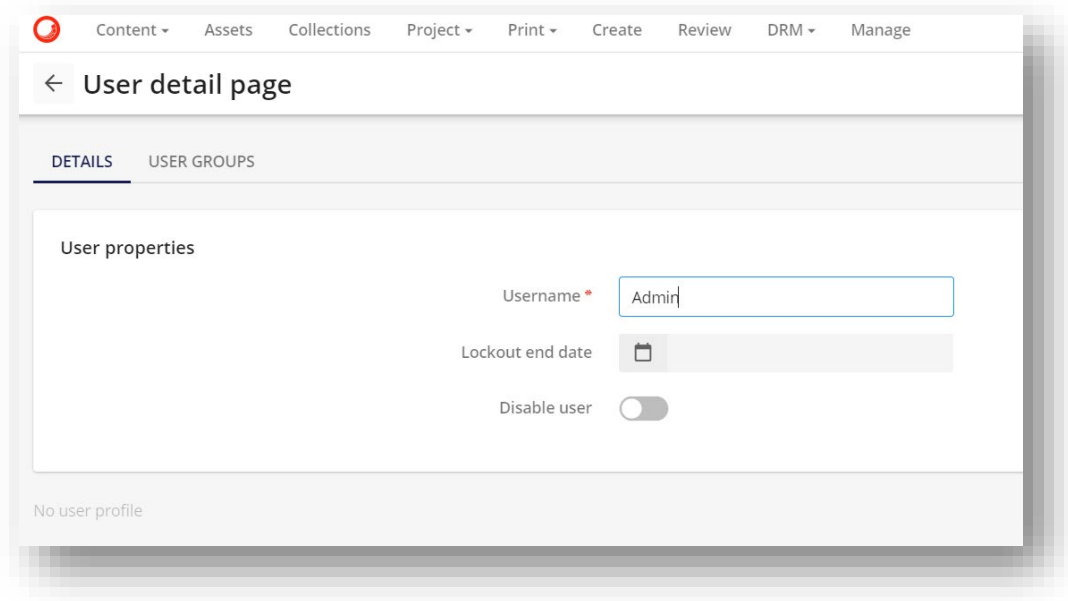 Content Assets Collections Project Print Create Review DRM Manage
User detail page
DETAILS USER GROUPS
User properties
Username *
Admin
Lockout end date
Disable user
No user profile